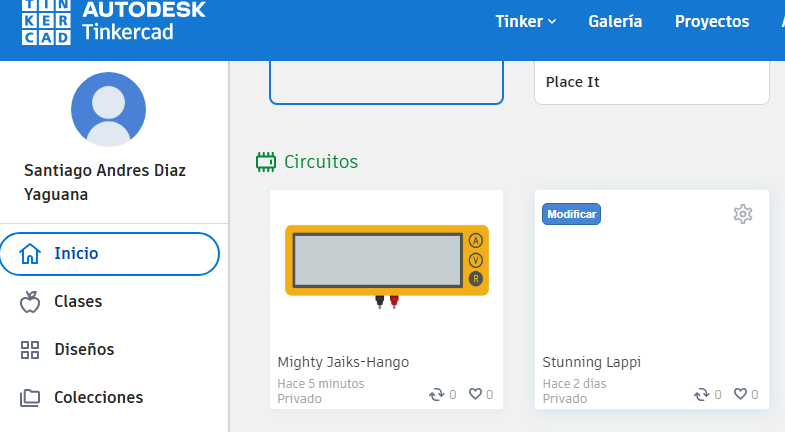 TIN
KER
CAD
AUTODESK
Tinkercad
Tinker
Galería
Proyectos
Place It
Santiago Andres Diaz
Yaguana
Inicio
Clases
Diseños
Colecciones
Circuitos
A
V
R
Mighty Jaiks-Hango
Hace 5 minutos
Privado
0
0
Modificar
Stunning Lappi
Hace 2 días
Privado
0
0